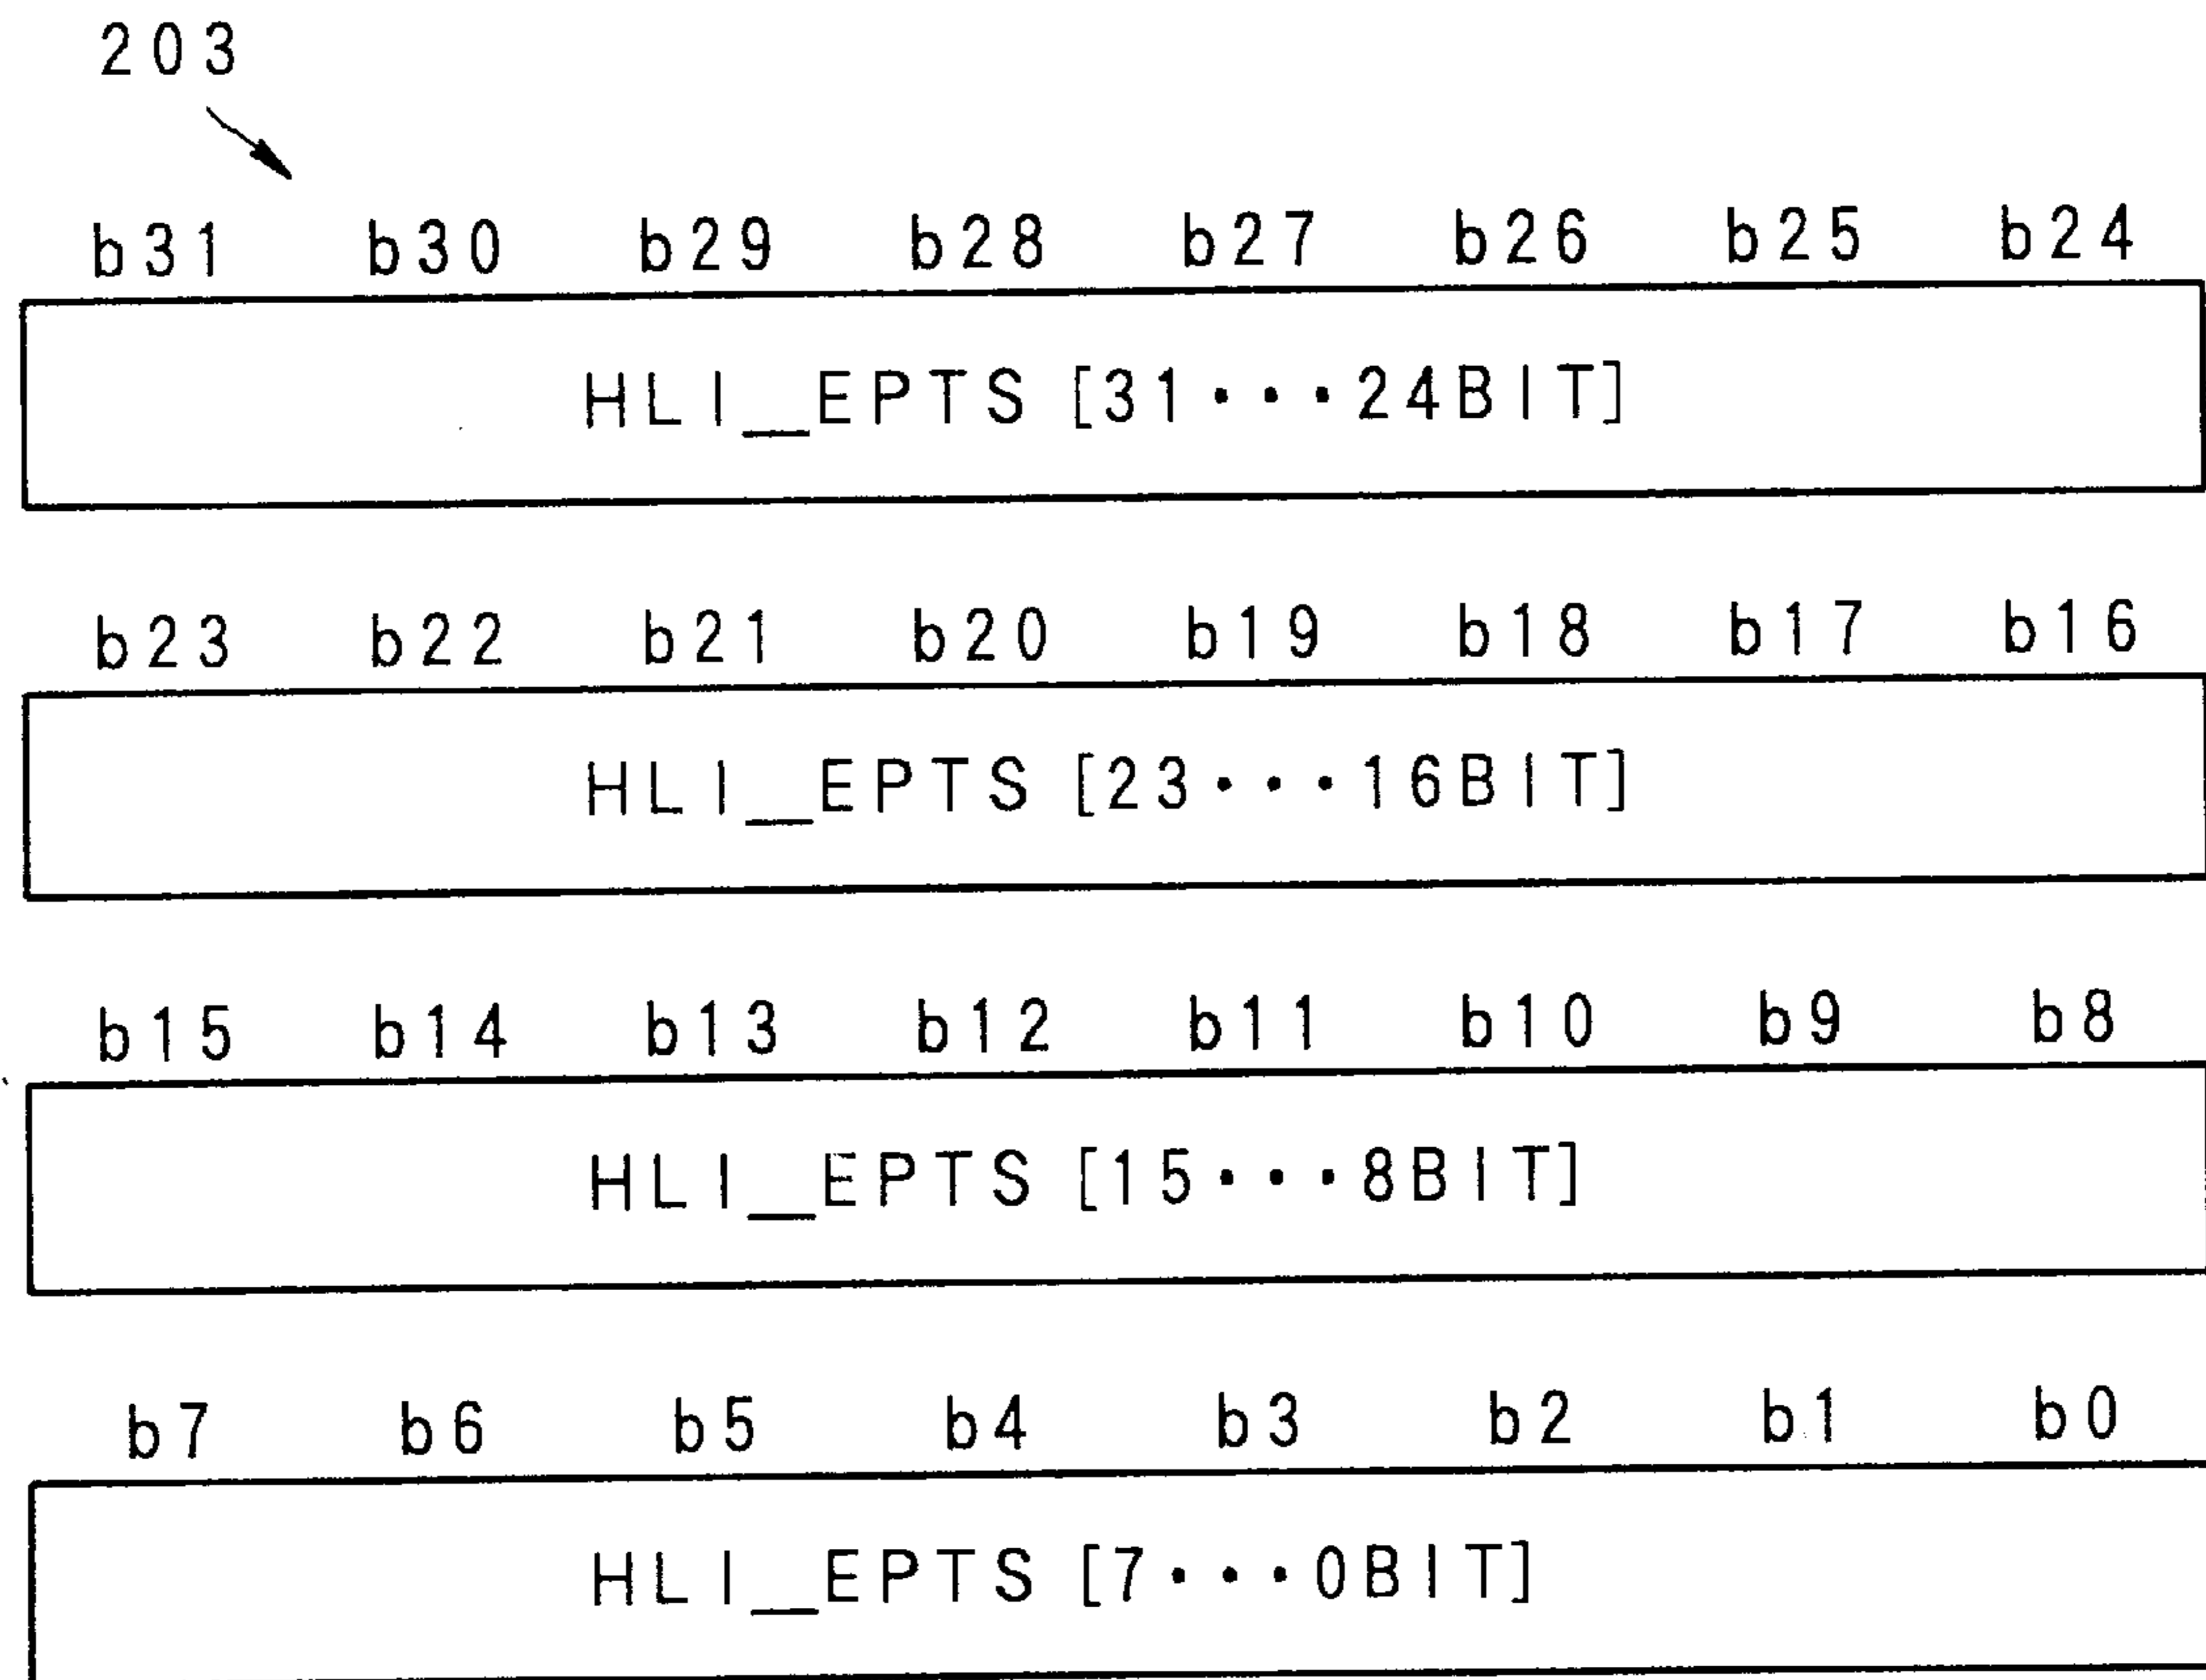 203
b31 b30 b29 b28 b27 b26 b25 b24
HLI_EPTS [31・・・24BIT]
b23 b22 b21 b20 b19 b18 b17 b16
HLI_EPTS [23・・・16BIT]
b15 b14 b13 b12 b11 b10 b9 b8
HLI_EPTS [15・・・8BIT]
b7 b6 b5 b4 b3 b2 b1 b0
HLI_EPTS [7・・・0BIT]